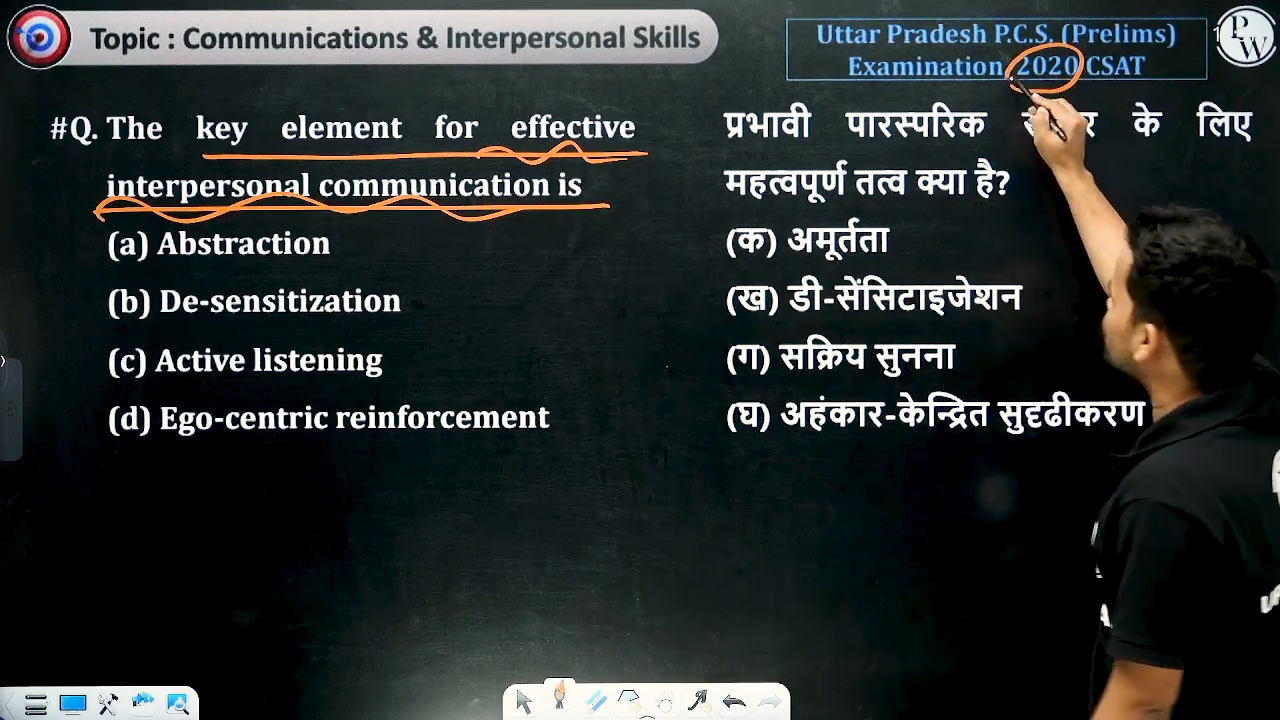 Topic : Communications & Interpersonal Skills
Uttar Pradesh P.C.S. (Prelims)
Examination 2020 CSAT
PW
#Q. The key element for effective
interpersonal communication is
(a) Abstraction
(b) De-sensitization
(c) Active listening
(d) Ego-centric reinforcement
प्रभावी पारस्परिक के लिए
महत्वपूर्ण तत्व क्या है?
(क) अमूर्तता
(ख) डी-सेंसिटाइजेशन
(ग) सक्रिय सुनना
(घ) अहंकार-केन्द्रित सुदृढीकरण